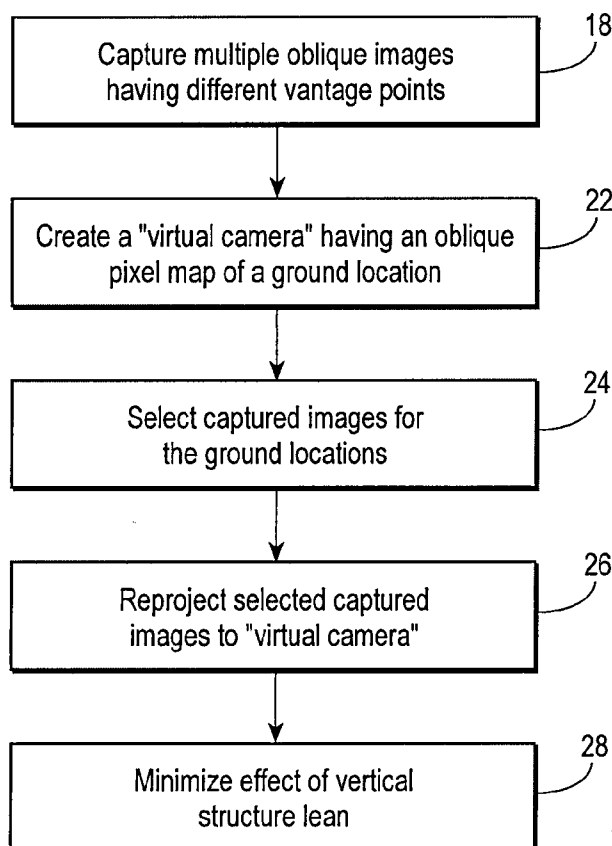 18
Capture multiple oblique images
having different vantage points
22
Create a "virtual camera" having an oblique
pixel map of a ground location
24
Select captured images for
the ground locations
26
Reproject selected captured
images to "virtual camera"
28
Minimize effect of vertical
structure lean